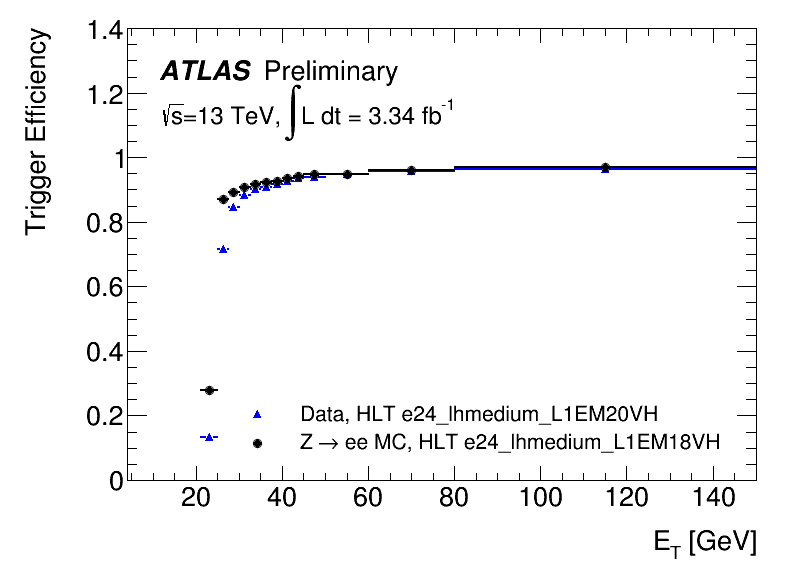 Trigger Efficiency
1.4
1.2
1
0.8
0.6
0.4
0.2
0
ATLAS Preliminary
√s=13 TeV, ∫L dt = 3.34 fb⁻¹
Data, HLT e24_lhmedium_L1EM20VH
Z → ee MC, HLT e24_lhmedium_L1EM18VH
20 40 60 80 100 120 140
E_T [GeV]